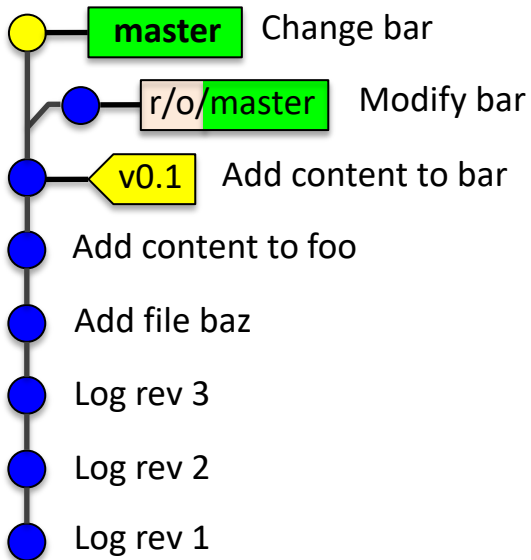 master Change bar
r/o/master Modify bar
v0.1 Add content to bar
Add content to foo
Add file baz
Log rev 3
Log rev 2
Log rev 1